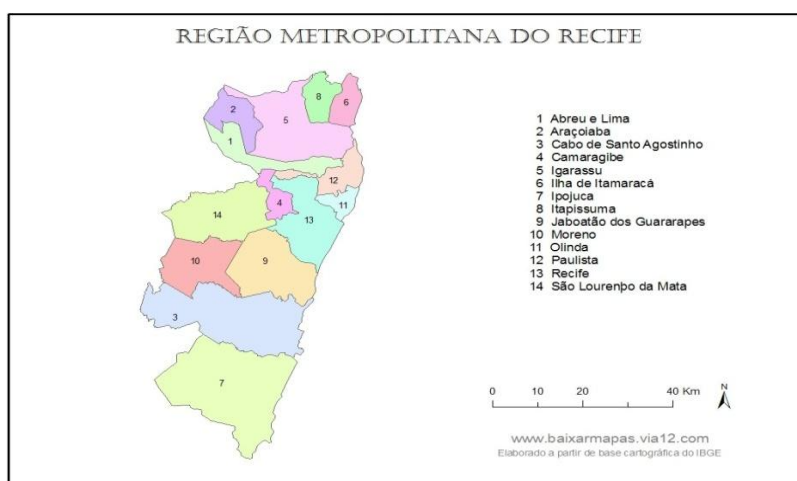 REGIÃO METROPOLITANA DO RECIFE
8
6
2
5
1
12
4
11
14
13
10
9
3
7
1 Abreu e Lima
2 Araçoiaba
3 Cabo de Santo Agostinho
4 Camaragibe
5 Igarassu
6 Ilha de Itamaracá
7 Ipojuca
8 Itapissuma
9 Jaboatão dos Guararapes
10 Moreno
11 Olinda
12 Paulista
13 Recife
14 São Lourenþo da Mata
0 10 20 40 Km
N
www.baixarmapas.via12.com
Elaborado a partir de base cartográfica do IBGE